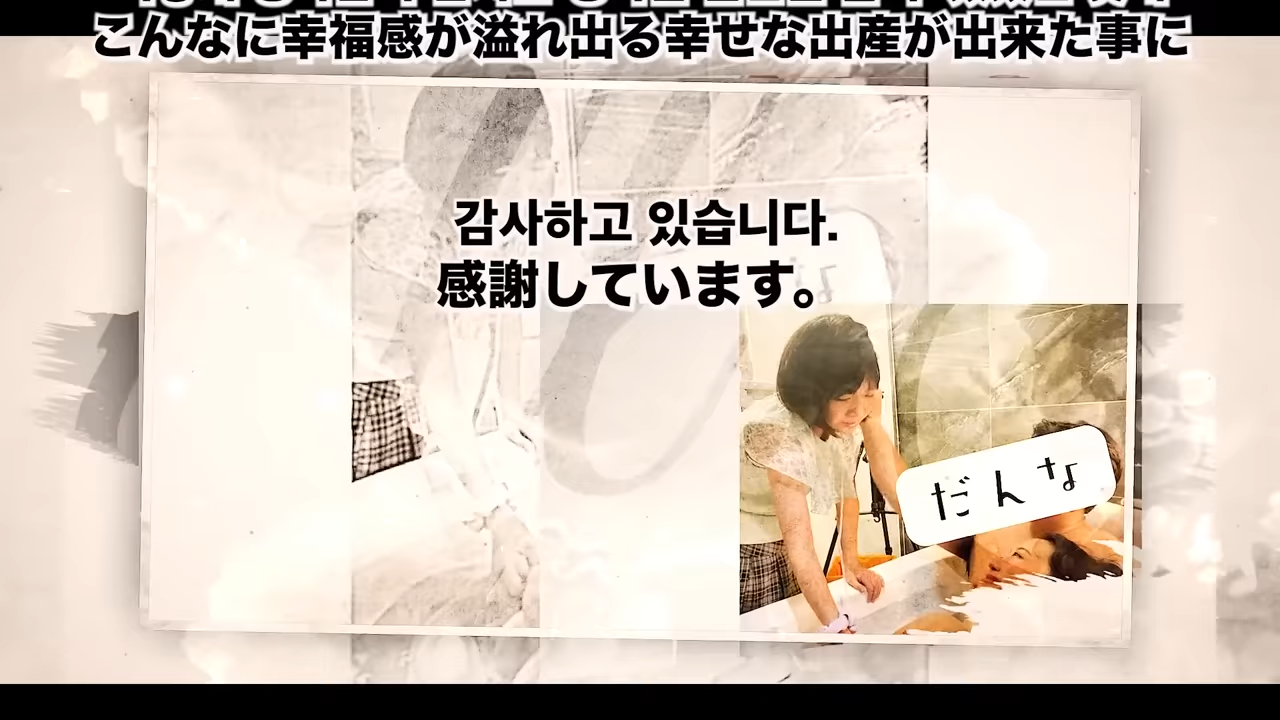 こんなに幸福感が溢れ出る幸せな出産が出来た事に
감사하고 있습니다.
感謝しています。
だんな